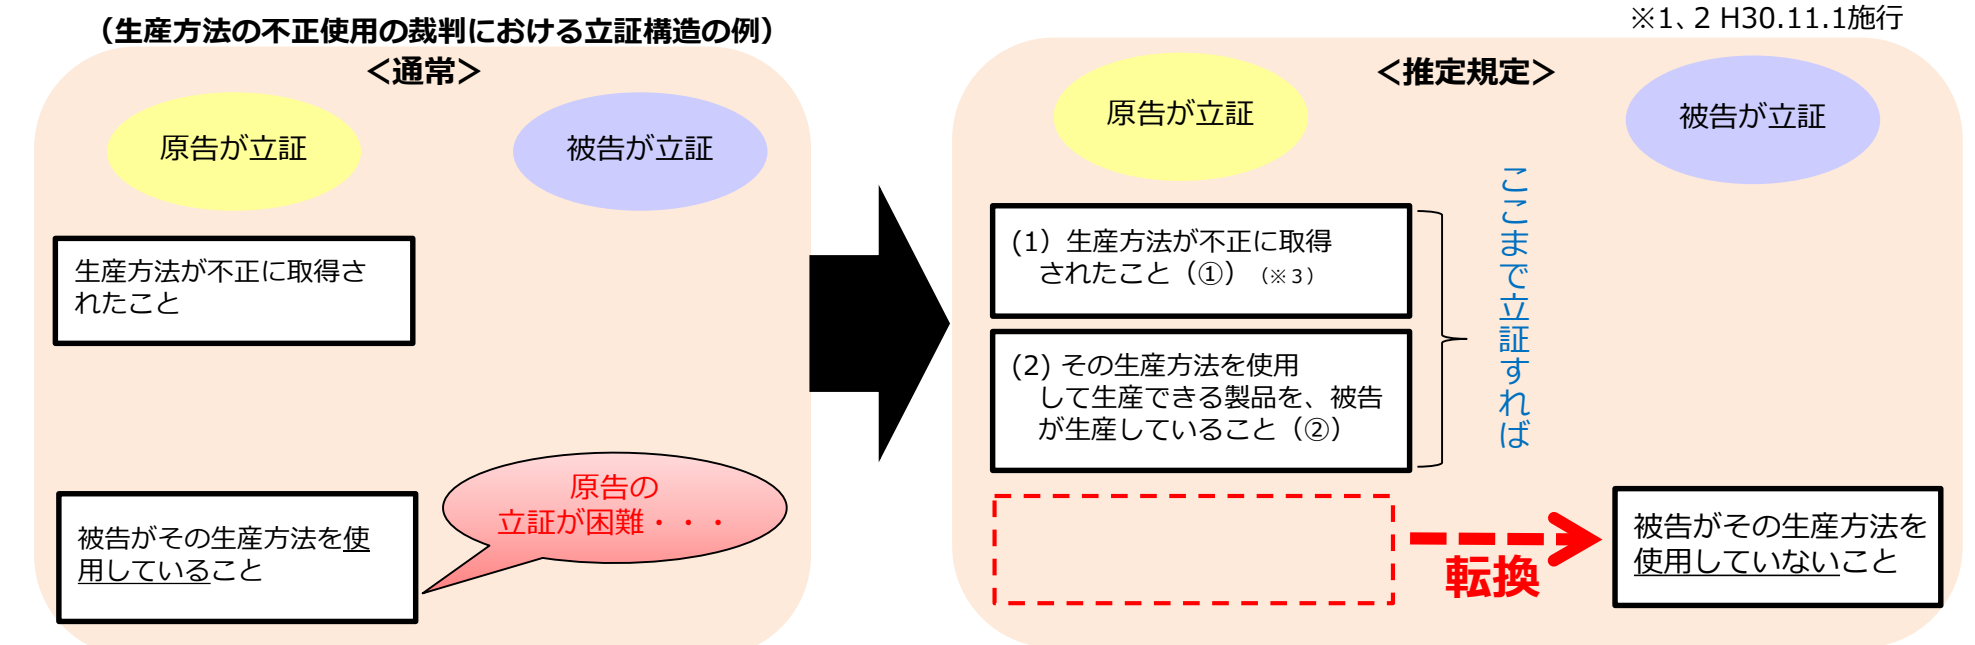 （生産方法の不正使用の裁判における立証構造の例）
※1、2 H30.11.1施行
＜通常＞
原告が立証
被告が立証
生産方法が不正に取得さ
れたこと
被告がその生産方法を使
用していること
原告の
立証が困難・・・
＜推定規定＞
原告が立証
被告が立証
(1）生産方法が不正に取得
されたこと（①）（※３）
(2) その生産方法を使用
して生産できる製品を、被告
が生産していること（②）
ここまで立証すれば
転換
被告がその生産方法を
使用していないこと